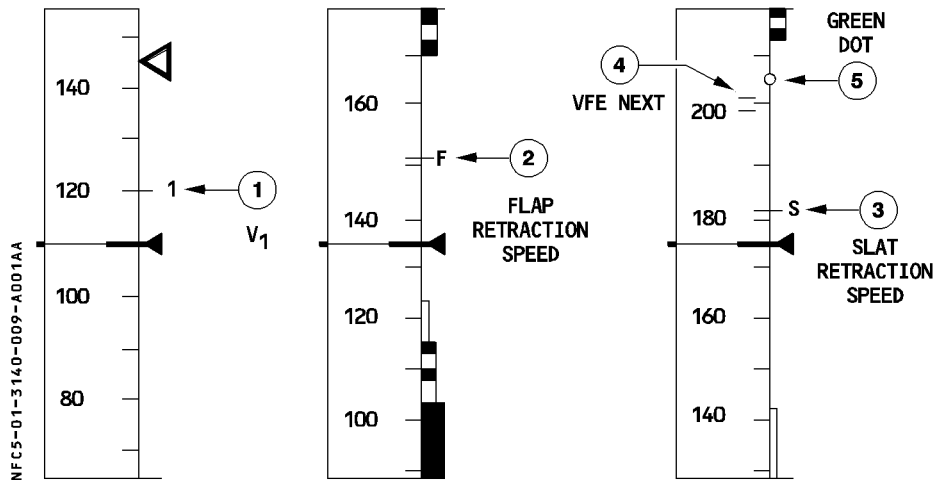 140
120
100
80
1
1
V1
160
140
120
100
F
2
FLAP
RETRACTION
SPEED
200
180
160
140
4
VFE NEXT
GREEN
DOT
5
S
3
SLAT
RETRACTION
SPEED
NFC5-01-3140-009-A001AA